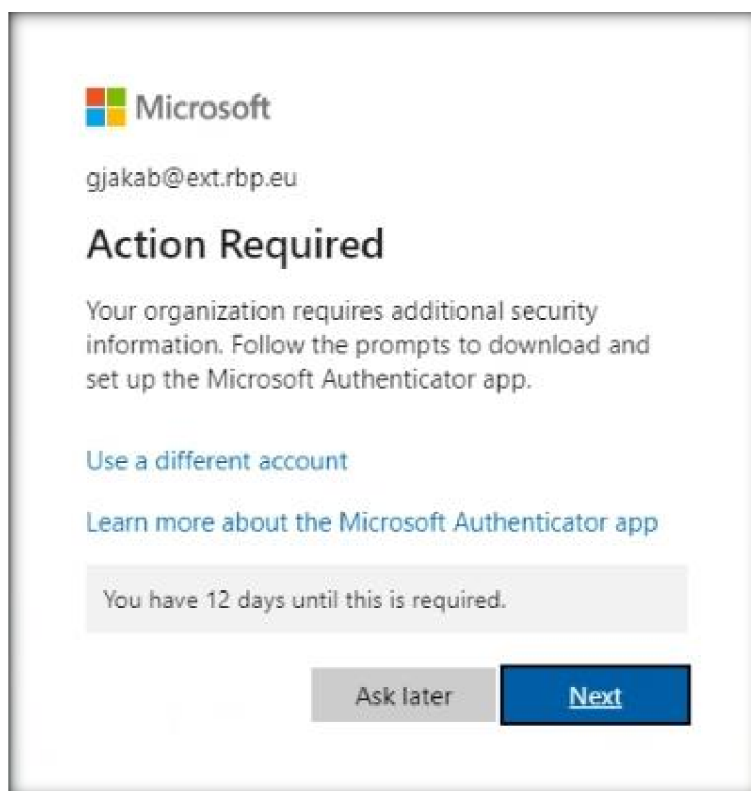 Microsoft
gjakab@ext.rbp.eu
Action Required
Your organization requires additional security
information. Follow the prompts to download and
set up the Microsoft Authenticator app.
Use a different account
Learn more about the Microsoft Authenticator app
You have 12 days until this is required.
Ask later
Next